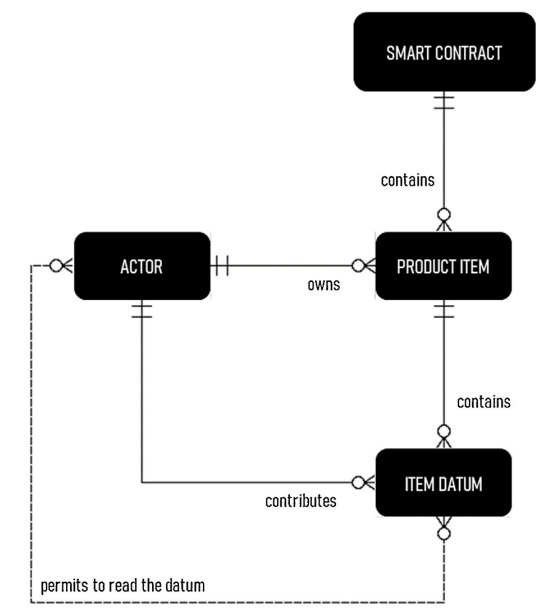 SMART CONTRACT
contains
ACTOR
PRODUCT ITEM
owns
contains
ITEM DATUM
contributes
permits to read the datum